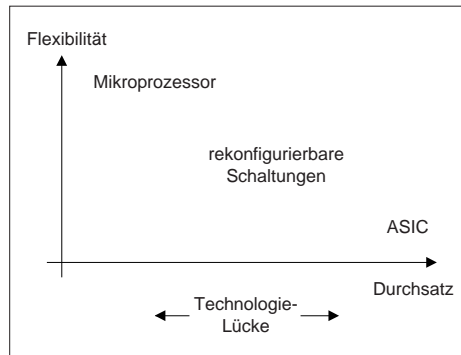 Flexibilität
Mikroprozessor
rekonfigurierbare
Schaltungen
ASIC
Durchsatz
Technologie-
Lücke